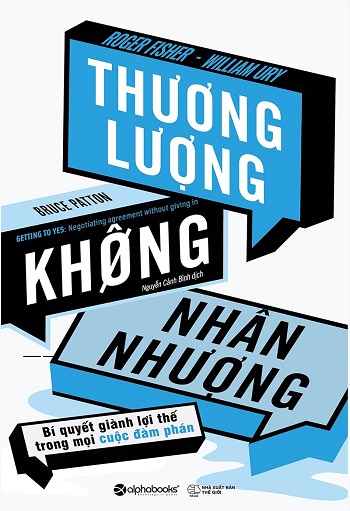 ROGER FISHER - WILLIAM URY
THƯƠNG
LƯỢNG
BRUCE PATTON
GETTING TO YES: Negotiating agreement without giving in
KHÔNG
Nguyễn Cảnh Bình dịch
NHÂN
NHƯỢNG
Bí quyết giành lợi thế
trong mọi cuộc đàm phán
alphabooks
NHÀ XUẤT BẢN
THẾ GIỚI